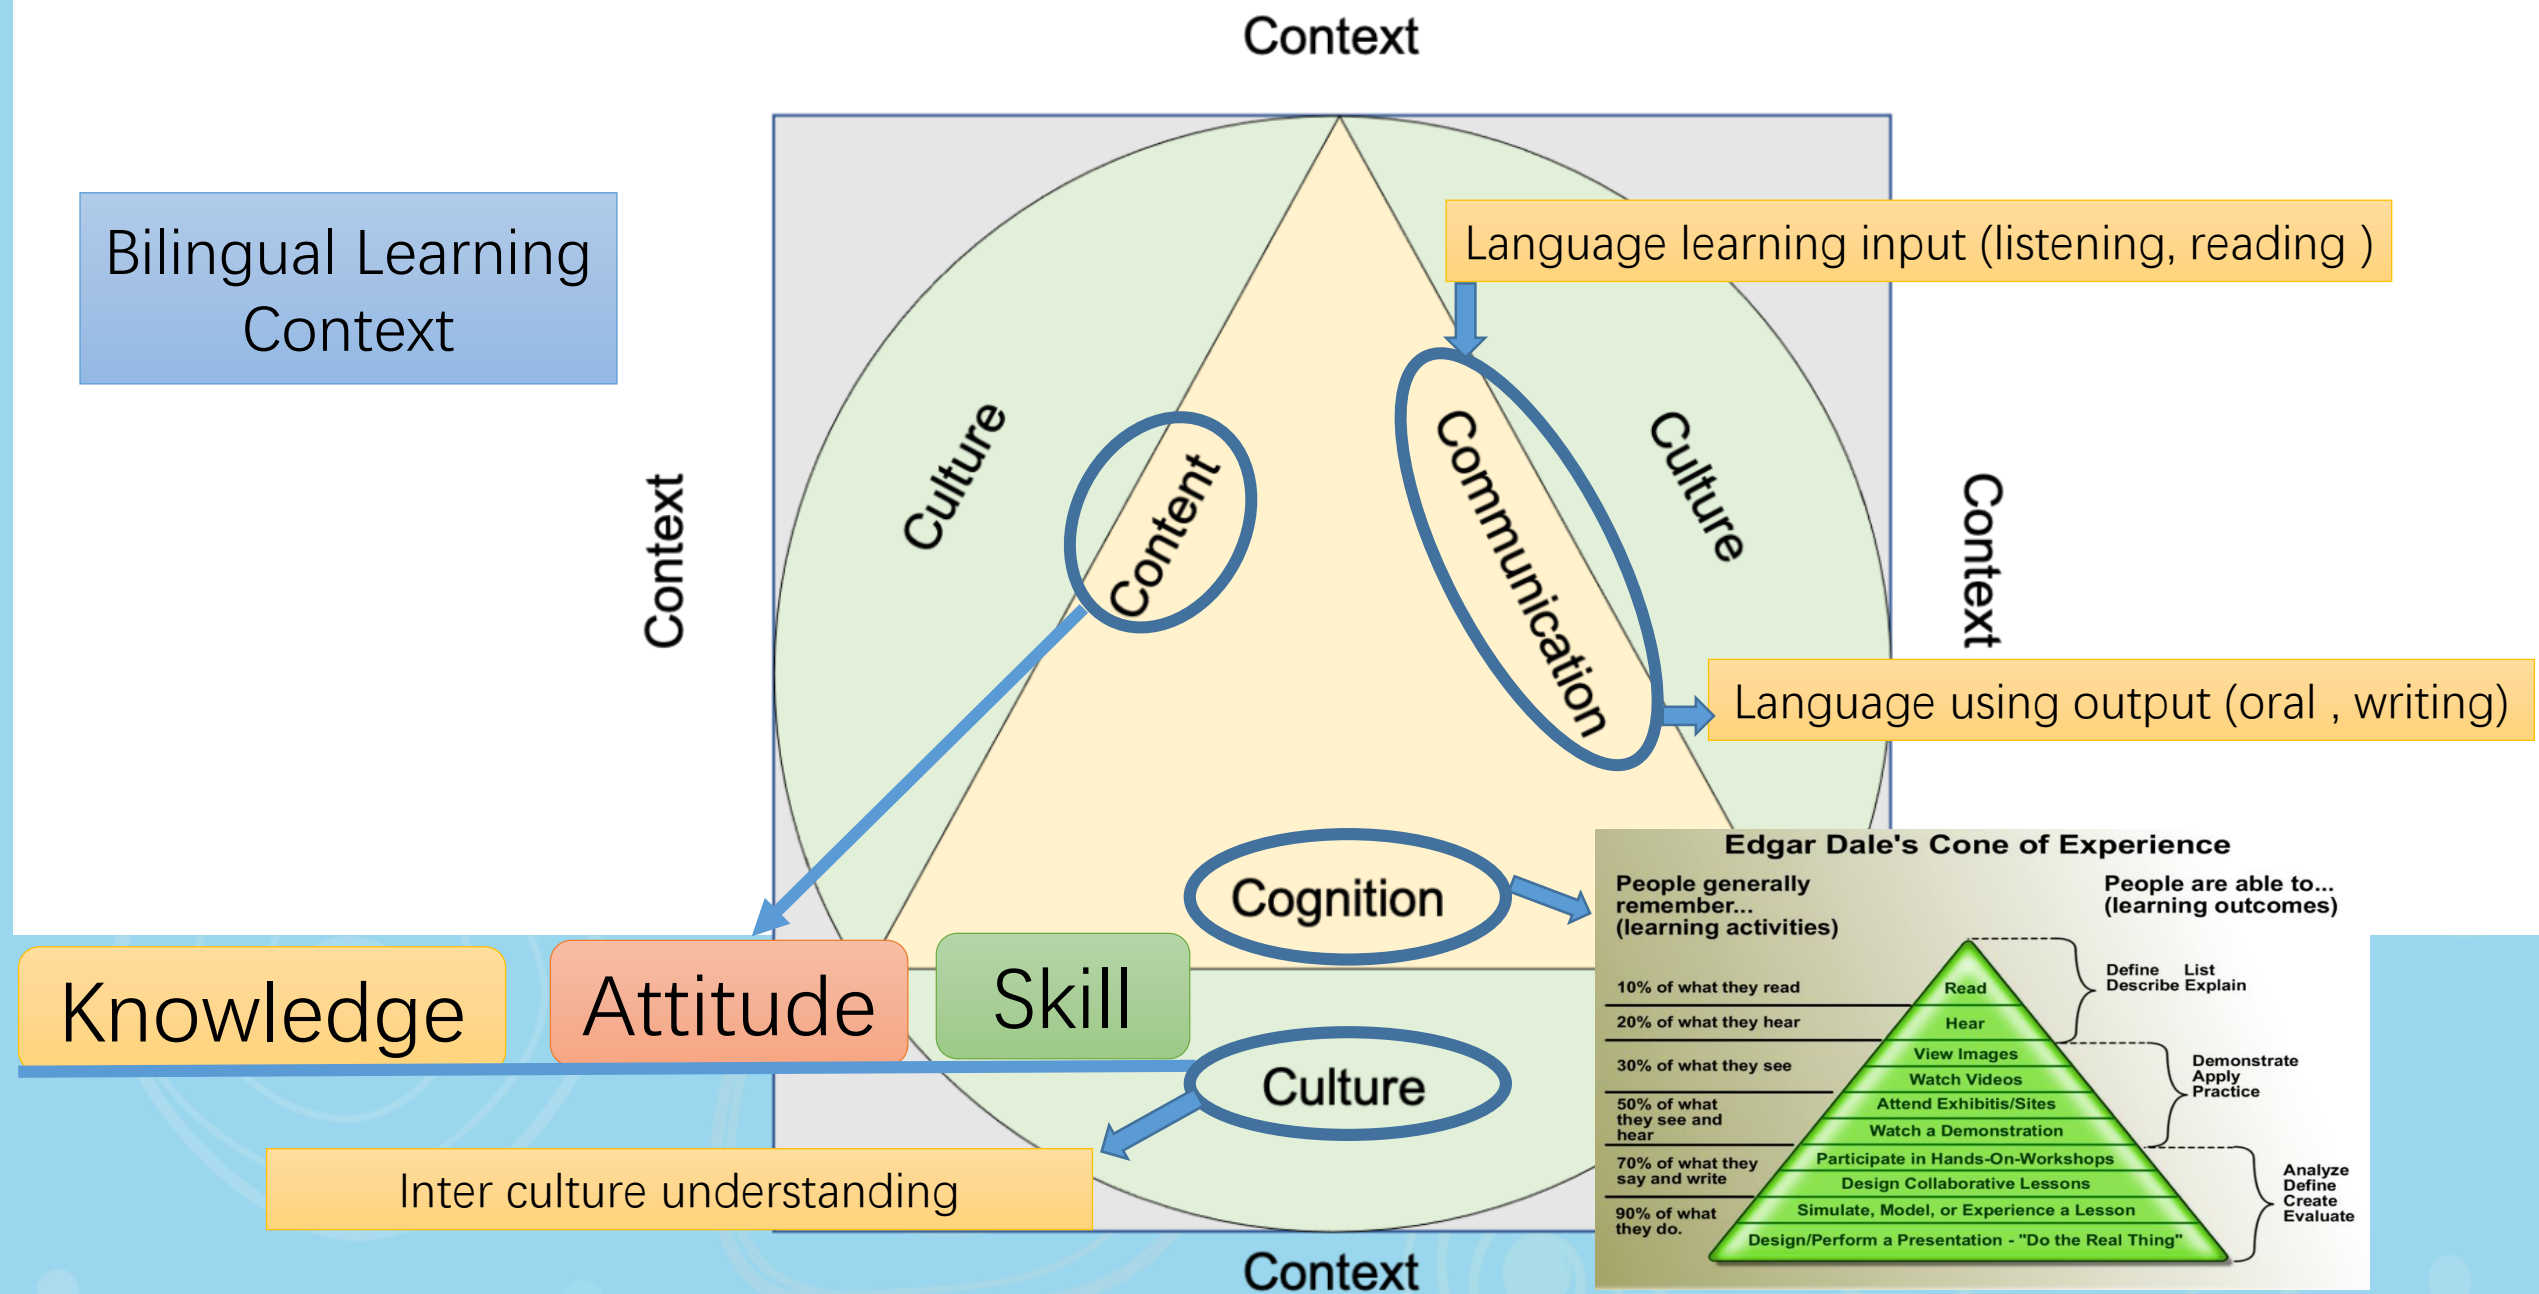 Context
Bilingual Learning
Context
Language learning input (listening, reading )
Culture
Content
Communication
Culture
Context
Context
Language using output (oral , writing)
Cognition
Knowledge
Attitude
Skill
Culture
Inter culture understanding
Context
Edgar Dale's Cone of Experience
People generally
remember...
(learning activities)
People are able to...
(learning outcomes)
10% of what they read
20% of what they hear
30% of what they see
50% of what
they see and
hear
70% of what they
say and write
90% of what
they do.
Read
Hear
View Images
Watch Videos
Attend Exhibitis/Sites
Watch a Demonstration
Participate in Hands-On-Workshops
Design Collaborative Lessons
Simulate, Model, or Experience a Lesson
Design/Perform a Presentation - "Do the Real Thing"
Define List
Describe Explain
Demonstrate
Apply
Practice
Analyze
Define
Create
Evaluate